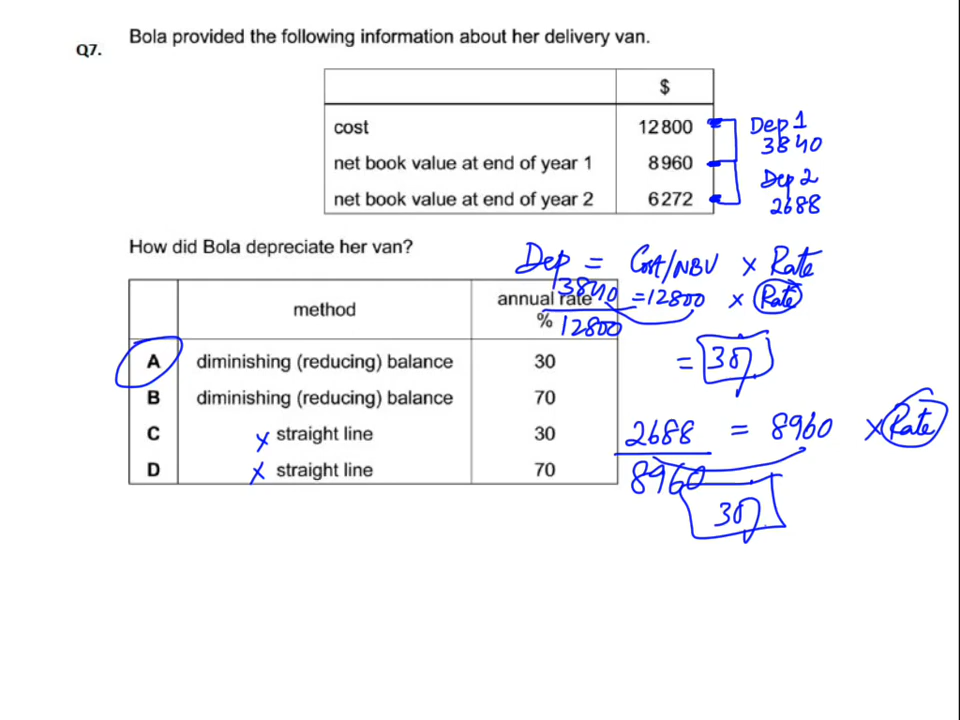 Q7. Bola provided the following information about her delivery van.
$
cost 12800
net book value at end of year 1 8960
net book value at end of year 2 6272
Dep 1
3840
Dep 2
2688
How did Bola depreciate her van?
Dep = Cost/NBV × Rate
method annual rate %
3840 = 12800 × Rate
12800
A diminishing (reducing) balance 30
B diminishing (reducing) balance 70
C × straight line 30
D × straight line 70
= 30%
2688 = 8960 × Rate
8960
30%